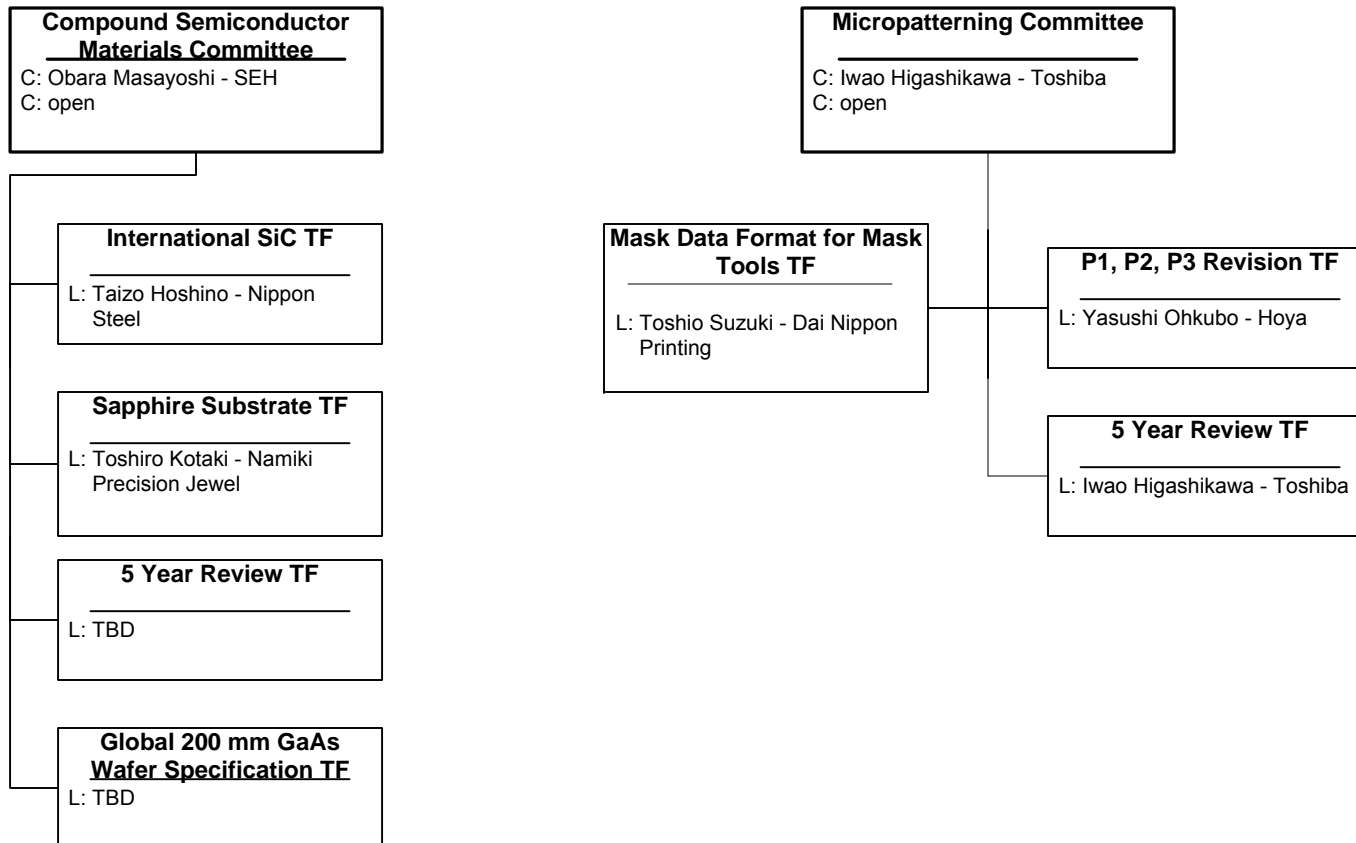 Compound Semiconductor
Materials Committee
C: Obara Masayoshi - SEH
C: open
International SiC TF
L: Taizo Hoshino - Nippon
Steel
Sapphire Substrate TF
L: Toshiro Kotaki - Namiki
Precision Jewel
5 Year Review TF
L: TBD
Global 200 mm GaAs
Wafer Specification TF
L: TBD
Micropatterning Committee
C: Iwao Higashikawa - Toshiba
C: open
Mask Data Format for Mask
Tools TF
L: Toshio Suzuki - Dai Nippon
Printing
P1, P2, P3 Revision TF
L: Yasushi Ohkubo - Hoya
5 Year Review TF
L: Iwao Higashikawa - Toshiba